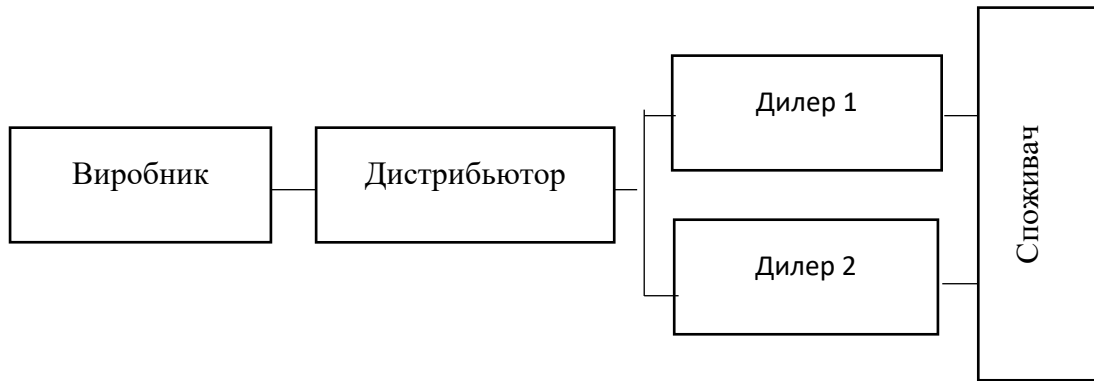 Виробник
Дистрибьютор
Дилер 1
Дилер 2
Споживач